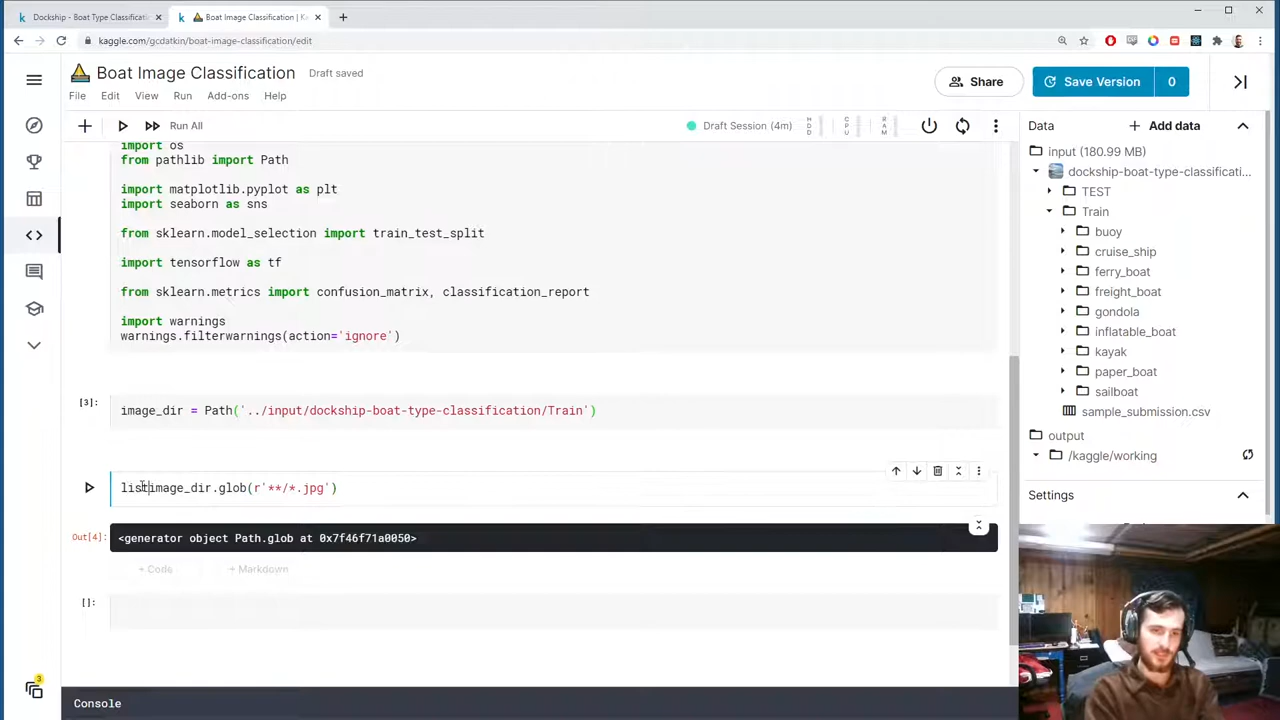 Dockship - Boat Type Classificati
Boat Image Classification | K
kaggle.com/gcdatkin/boat-image-classification/edit
Boat Image Classification
Draft saved
Share
Save Version
0
File
Edit
View
Run
Add-ons
Help
Run All
Draft Session (4m)
HDD
CPU
RAM
Data
Add data
import os
from pathlib import Path
import matplotlib.pyplot as plt
import seaborn as sns
from sklearn.model_selection import train_test_split
import tensorflow as tf
from sklearn.metrics import confusion_matrix, classification_report
import warnings
warnings.filterwarnings(action='ignore')
[3]:
image_dir = Path('../input/dockship-boat-type-classification/Train')
listimage_dir.glob(r'**/*.jpg')
Out[4]:
<generator object Path.glob at 0x7f46f71a0050>
+ Code
+ Markdown
[]:
Console
3
input (180.99 MB)
dockship-boat-type-classificati...
TEST
Train
buoy
cruise_ship
ferry_boat
freight_boat
gondola
inflatable_boat
kayak
paper_boat
sailboat
sample_submission.csv
output
/kaggle/working
Settings